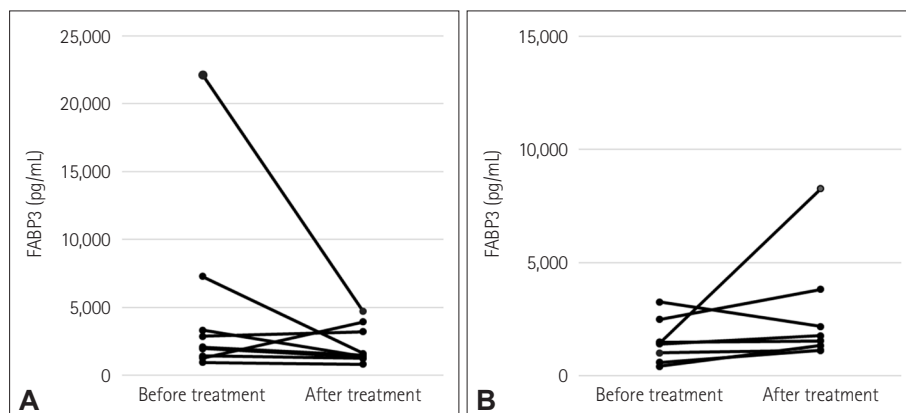 25,000
20,000
15,000
10,000
5,000
0
FABP3 (pg/mL)
Before treatment
After treatment
A
15,000
10,000
5,000
0
FABP3 (pg/mL)
Before treatment
After treatment
B